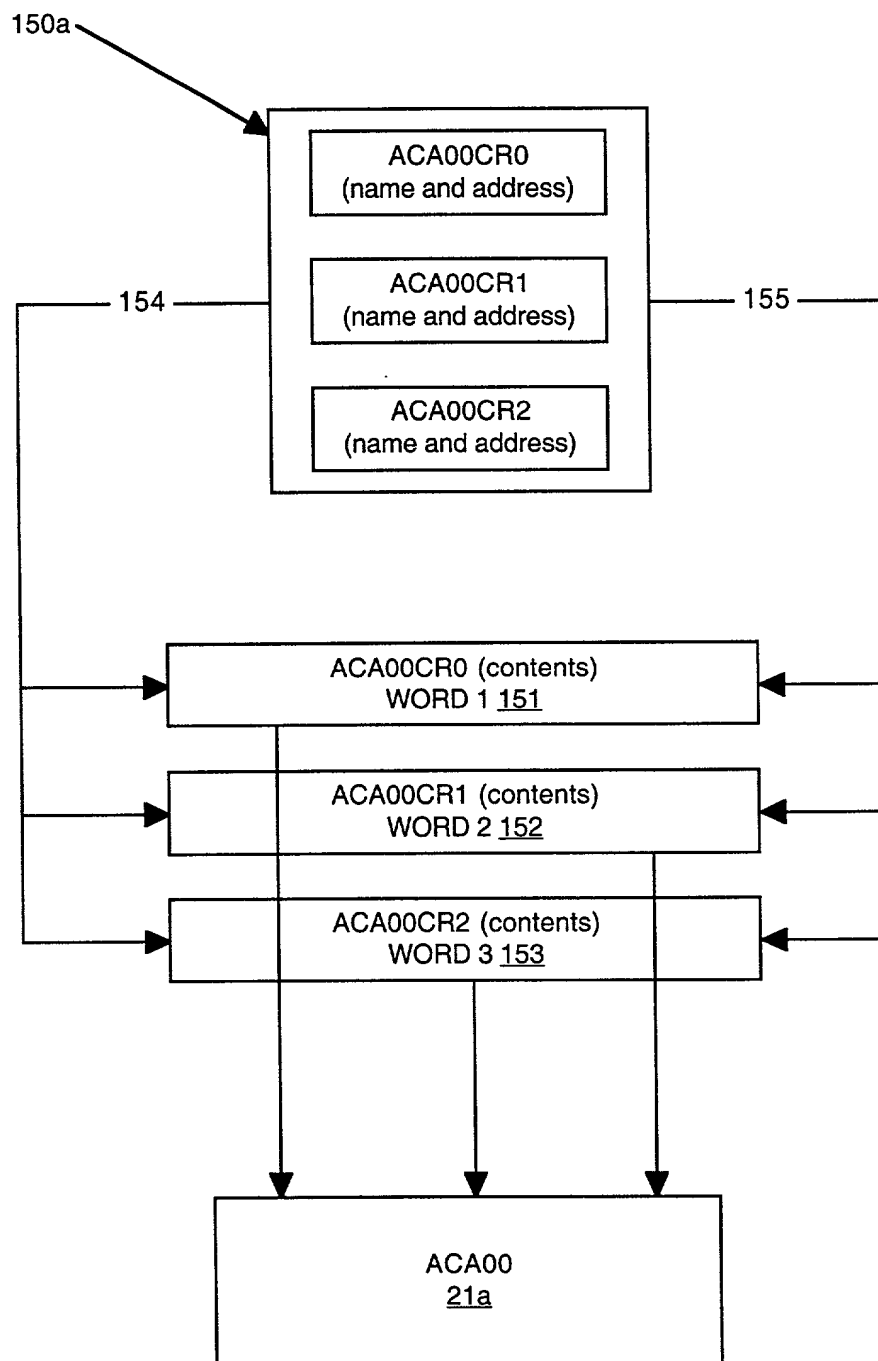 150a
ACA00CR0
(name and address)
ACA00CR1
(name and address)
154
155
ACA00CR2
(name and address)
ACA00CR0 (contents)
WORD 1 151
ACA00CR1 (contents)
WORD 2 152
ACA00CR2 (contents)
WORD 3 153
ACA00
21a